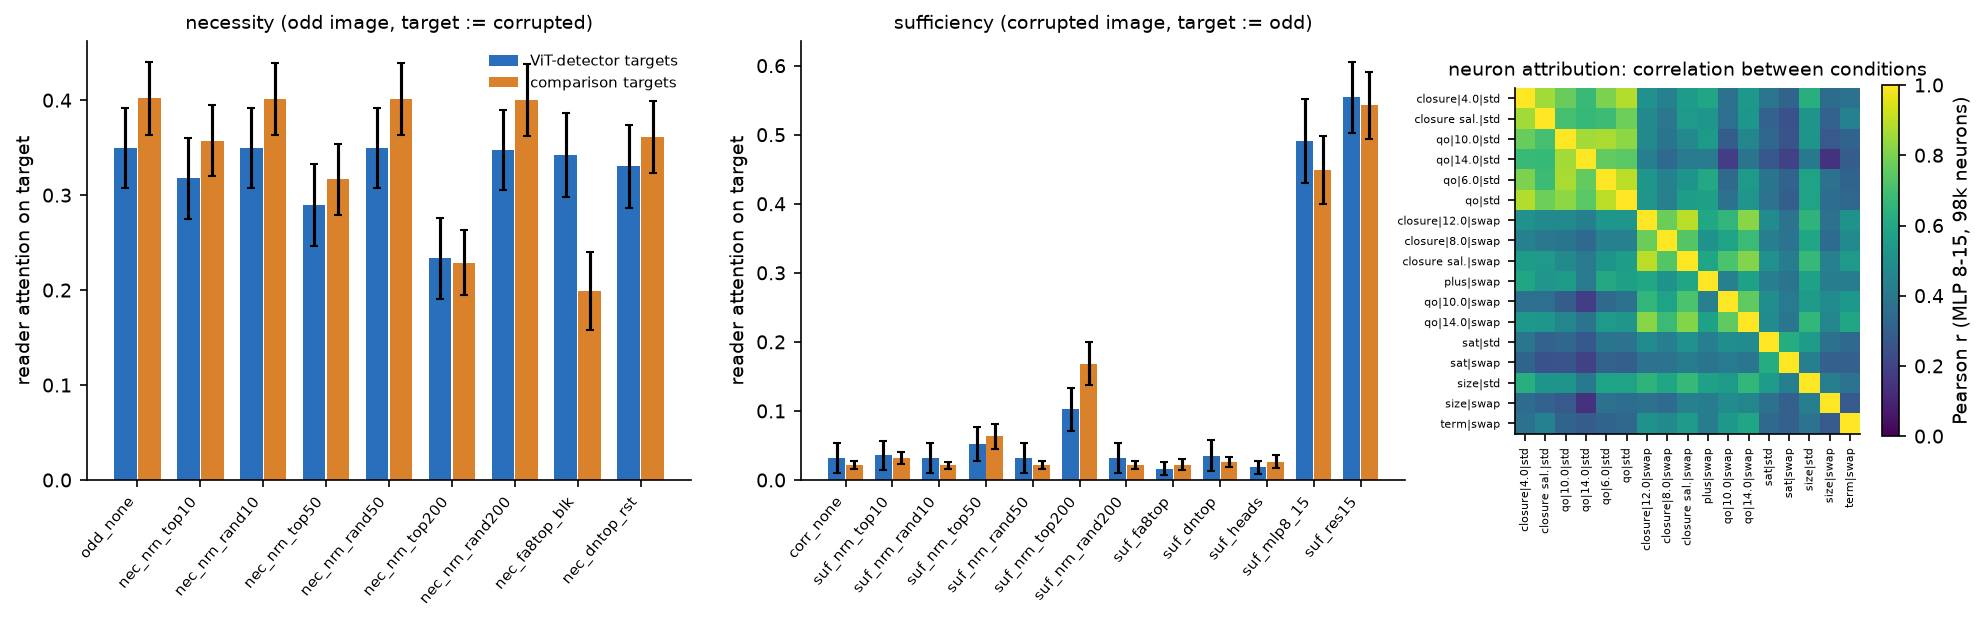 necessity (odd image, target := corrupted)
reader attention on target
0.4
0.3
0.2
0.1
0.0
ViT-detector targets
comparison targets
odd_none
nec_nrn_top10
nec_nrn_rand10
nec_nrn_top50
nec_nrn_rand50
nec_nrn_top200
nec_nrn_rand200
nec_fa8top_blk
nec_dntop_rst
sufficiency (corrupted image, target := odd)
reader attention on target
0.6
0.5
0.4
0.3
0.2
0.1
0.0
corr_none
suf_nrn_top10
suf_nrn_rand10
suf_nrn_top50
suf_nrn_rand50
suf_nrn_top200
suf_nrn_rand200
suf_fa8top
suf_dntop
suf_heads
suf_mlp8_15
suf_res15
neuron attribution: correlation between conditions
closure|4.0|std
closure sal.|std
qo|10.0|std
qo|14.0|std
qo|6.0|std
qo|std
closure|12.0|swap
closure|8.0|swap
closure sal.|swap
plus|swap
qo|10.0|swap
qo|14.0|swap
sat|std
sat|swap
size|std
size|swap
term|swap
closure|4.0|std
closure sal.|std
qo|10.0|std
qo|14.0|std
qo|6.0|std
qo|std
closure|12.0|swap
closure|8.0|swap
closure sal.|swap
plus|swap
qo|10.0|swap
qo|14.0|swap
sat|std
sat|swap
size|std
size|swap
term|swap
1.0
0.8
0.6
0.4
0.2
0.0
Pearson r (MLP 8-15, 98k neurons)